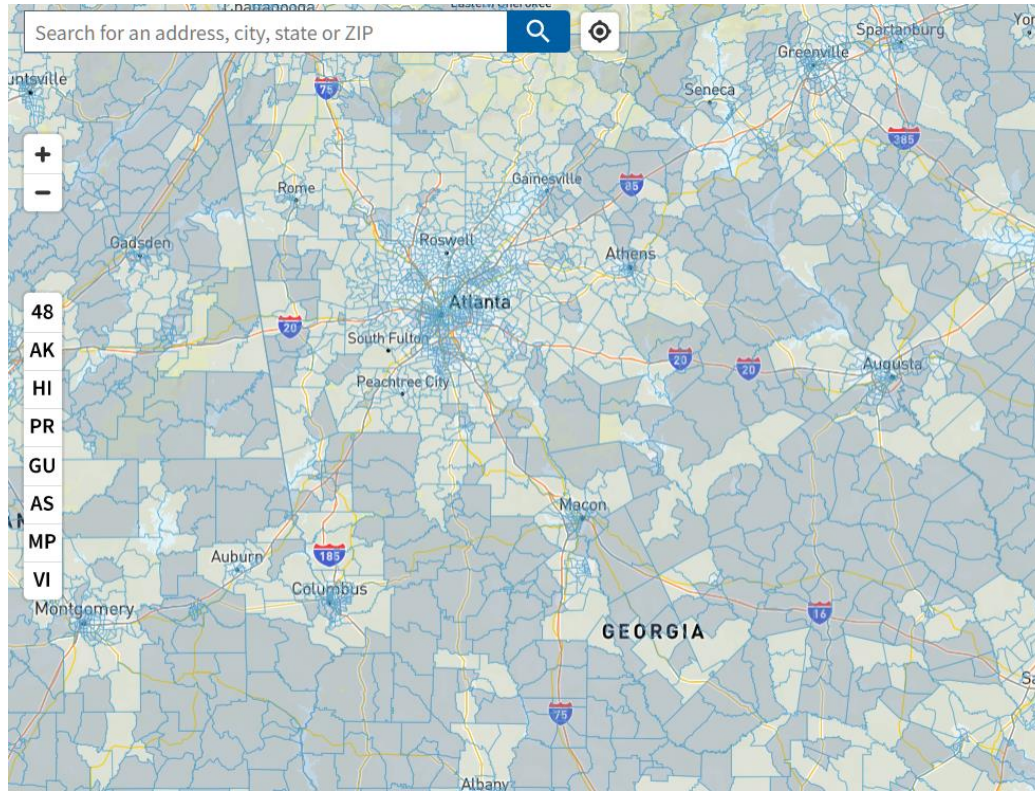 Chattanooga
Search for an address, city, state or ZIP
Spartanburg
Greenville
untsville
75
Seneca
385
+
−
Gainesville
85
Rome
Roswell
Gadsden
Athens
Atlanta
48
20
South Fulton
AK
20
20
Augusta
HI
Peachtree City
PR
GU
AS
Macon
MP
Auburn
185
VI
Columbus
Montgomery
16
GEORGIA
75
Albany